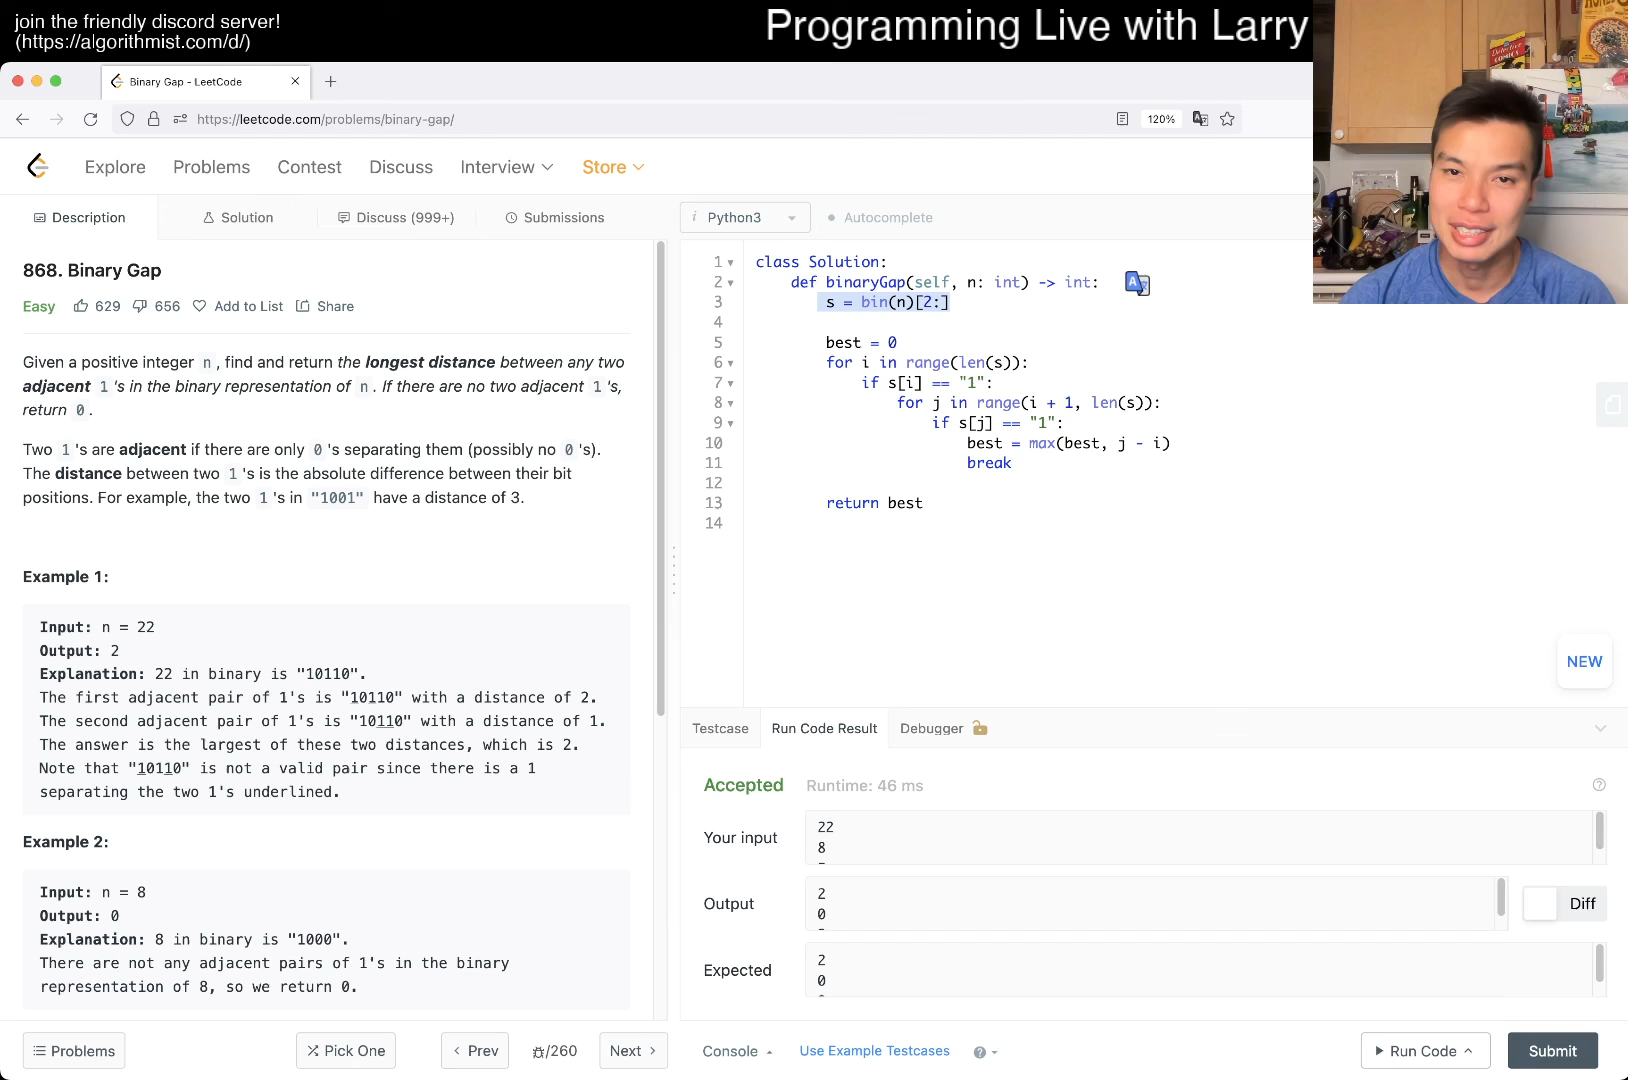 join the friendly discord server!
(https://algorithmist.com/d/)
Programming Live with Larry
Binary Gap - LeetCode
https://leetcode.com/problems/binary-gap/
120%
Explore Problems Contest Discuss Interview Store
Description Solution Discuss (999+) Submissions
i Python3 Autocomplete
868. Binary Gap
Easy 629 656 Add to List Share
Given a positive integer n, find and return the longest distance between any two
adjacent 1's in the binary representation of n. If there are no two adjacent 1's,
return 0.
Two 1's are adjacent if there are only 0's separating them (possibly no 0's).
The distance between two 1's is the absolute difference between their bit
positions. For example, the two 1's in "1001" have a distance of 3.
Example 1:
Input: n = 22
Output: 2
Explanation: 22 in binary is "10110".
The first adjacent pair of 1's is "10110" with a distance of 2.
The second adjacent pair of 1's is "10110" with a distance of 1.
The answer is the largest of these two distances, which is 2.
Note that "10110" is not a valid pair since there is a 1
separating the two 1's underlined.
Example 2:
Input: n = 8
Output: 0
Explanation: 8 in binary is "1000".
There are not any adjacent pairs of 1's in the binary
representation of 8, so we return 0.
Problems Pick One Prev /260 Next
1 class Solution:
2 def binaryGap(self, n: int) -> int:
3 s = bin(n)[2:]
4
5 best = 0
6 for i in range(len(s)):
7 if s[i] == "1":
8 for j in range(i + 1, len(s)):
9 if s[j] == "1":
10 best = max(best, j - i)
11 break
12
13 return best
14
NEW
Testcase Run Code Result Debugger
Accepted Runtime: 46 ms
Your input
22
8
Output
2
0
Diff
Expected
2
0
Console Use Example Testcases Run Code Submit